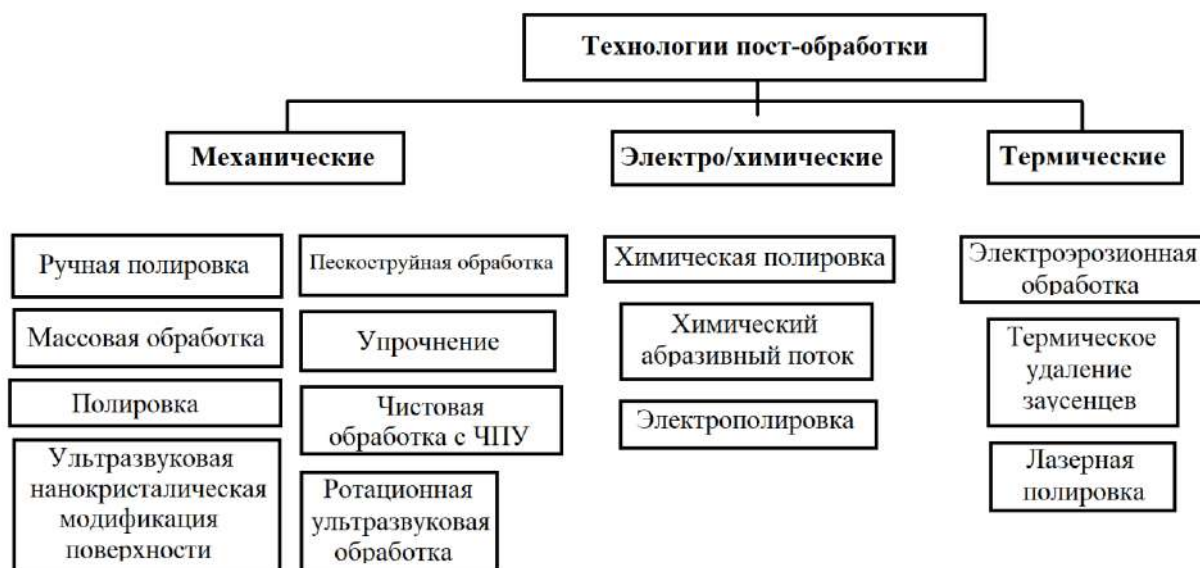 Технологии пост-обработки
Механические
Электро/химические
Термические
Ручная полировка
Массовая обработка
Полировка
Ультразвуковая
нанокристалическая
модификация
поверхности
Пескоструйная обработка
Упрочнение
Чистовая
обработка с ЧПУ
Ротационная
ультразвуковая
обработка
Химическая полировка
Химический
абразивный поток
Электрополировка
Электроэрозионная
обработка
Термическое
удаление
заусенцев
Лазерная
полировка